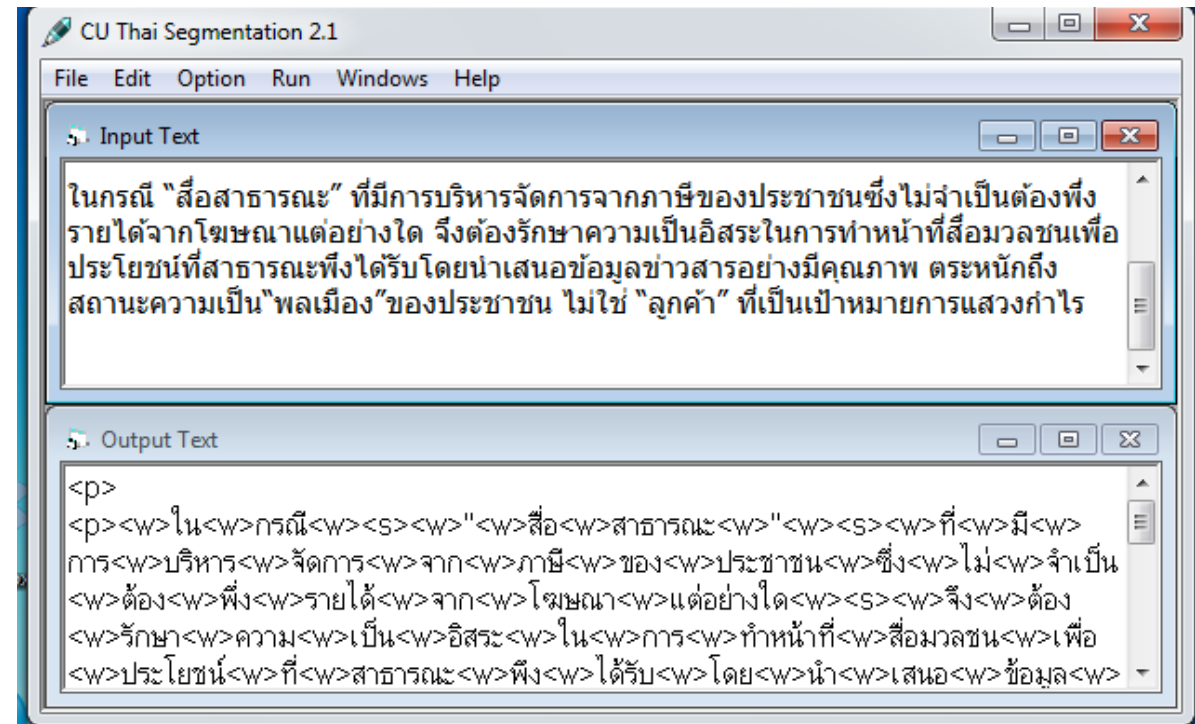 CU Thai Segmentation 2.1
File Edit Option Run Windows Help
Input Text
ในกรณี “สื่อสาธารณะ” ที่มีการบริหารจัดการจากภาษีของประชาชนซึ่งไม่จำเป็นต้องพึ่ง
รายได้จากโฆษณาแต่อย่างใด จึงต้องรักษาความเป็นอิสระในการทำหน้าที่สื่อมวลชนเพื่อ
ประโยชน์ที่สาธารณะพึงได้รับโดยนำเสนอข้อมูลข่าวสารอย่างมีคุณภาพ ตระหนักถึง
สถานะความเป็น“พลเมือง”ของประชาชน ไม่ใช่ “ลูกค้า” ที่เป็นเป้าหมายการแสวงกำไร
Output Text
<p>
<p><w>ใน<w>กรณี<w><s><w>"<w>สื่อ<w>สาธารณะ<w>"<w><s><w>ที่<w>มี<w>
การ<w>บริหาร<w>จัดการ<w>จาก<w>ภาษี<w>ของ<w>ประชาชน<w>ซึ่ง<w>ไม่<w>จำเป็น
<w>ต้อง<w>พึ่ง<w>รายได้<w>จาก<w>โฆษณา<w>แต่อย่างใด<w><s><w>จึง<w>ต้อง
<w>รักษา<w>ความ<w>เป็น<w>อิสระ<w>ใน<w>การ<w>ทำหน้าที่<w>สื่อมวลชน<w>เพื่อ
<w>ประโยชน์<w>ที่<w>สาธารณะ<w>พึง<w>ได้รับ<w>โดย<w>นำ<w>เสนอ<w>ข้อมูล<w>